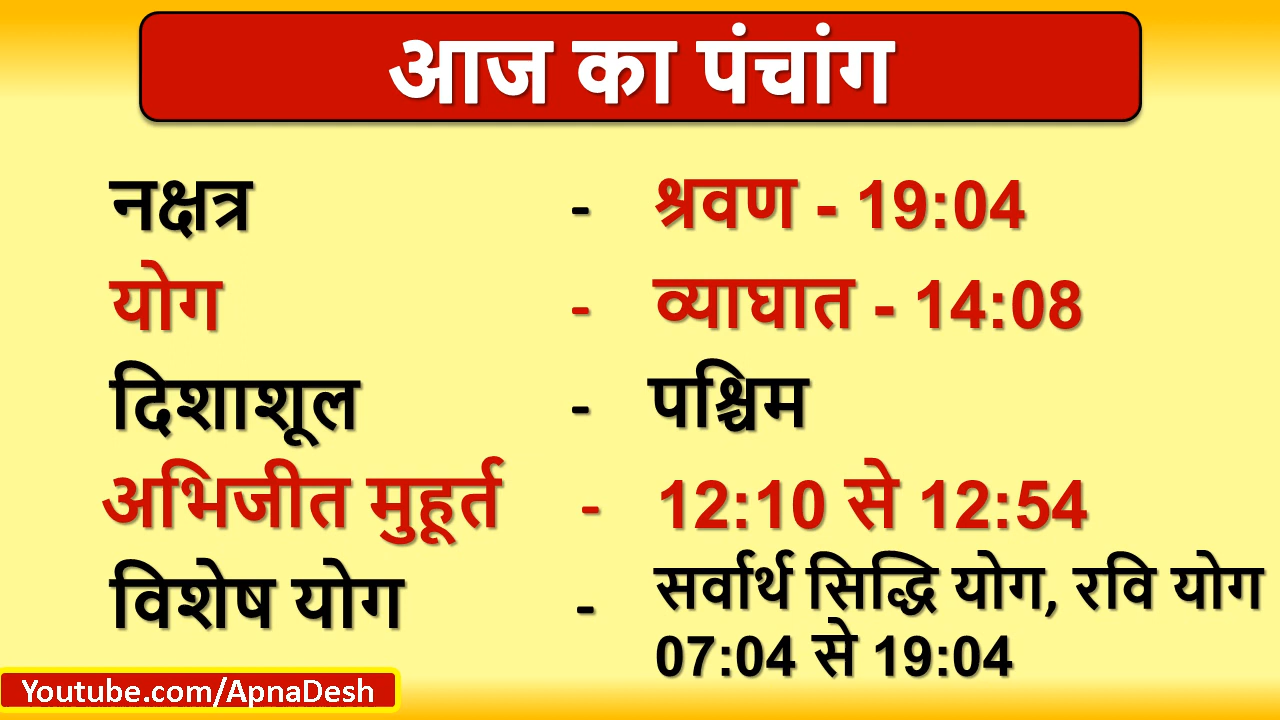 आज का पंचांग
नक्षत्र - श्रवण - 19:04
योग - व्याघात - 14:08
दिशाशूल - पश्चिम
अभिजीत मुहूर्त - 12:10 से 12:54
विशेष योग - सर्वार्थ सिद्धि योग, रवि योग
07:04 से 19:04
Youtube.com/ApnaDesh